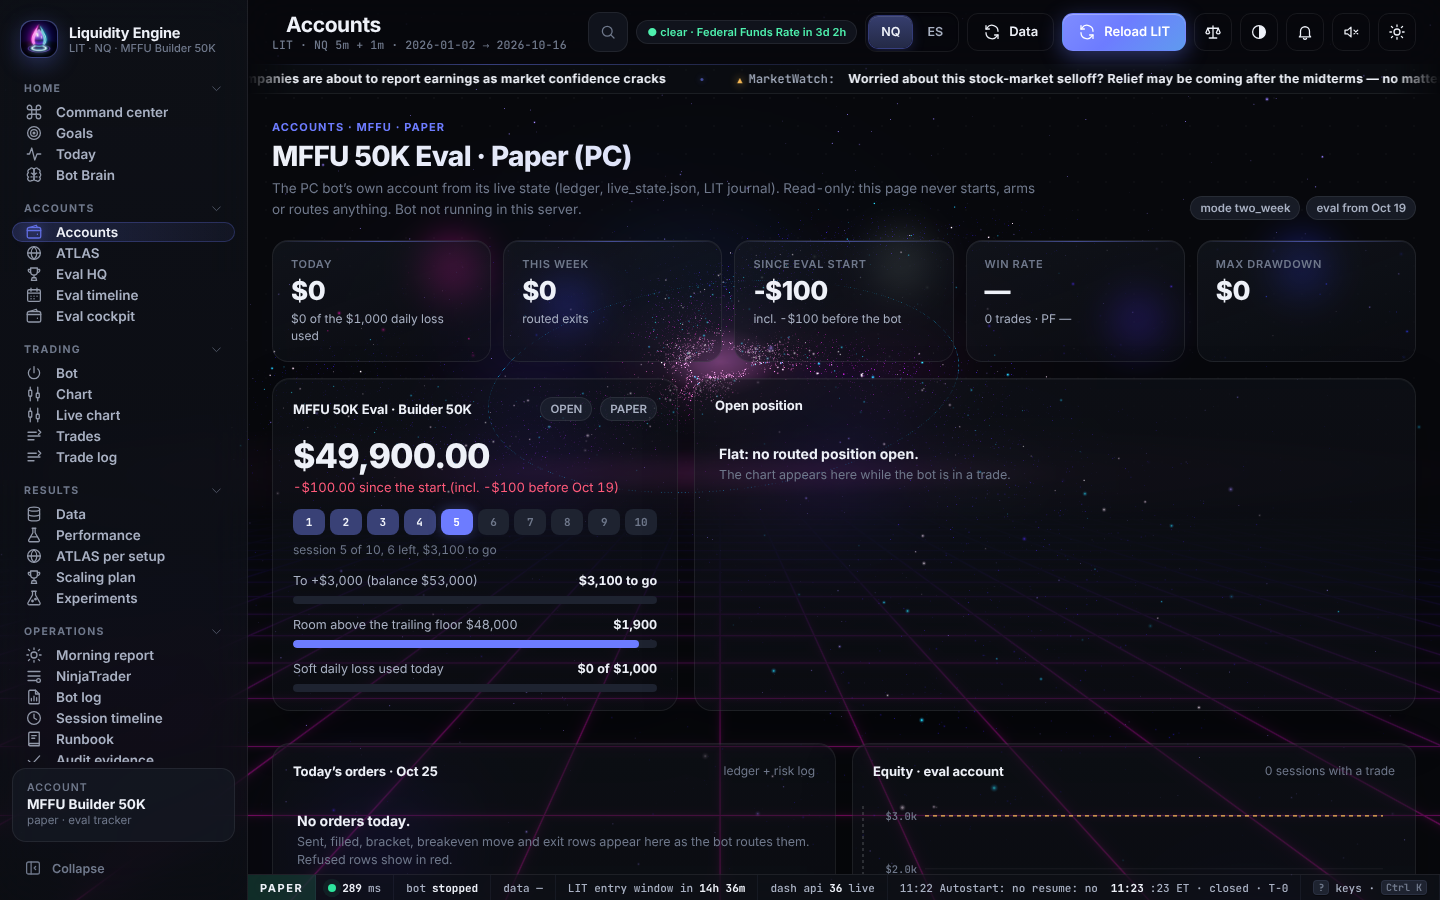 Liquidity Engine
LIT · NQ · MFFU Builder 50K
HOME
Command center
Goals
Today
Bot Brain
ACCOUNTS
Accounts
ATLAS
Eval HQ
Eval timeline
Eval cockpit
TRADING
Bot
Chart
Live chart
Trades
Trade log
RESULTS
Data
Performance
ATLAS per setup
Scaling plan
Experiments
OPERATIONS
Morning report
NinjaTrader
Bot log
Session timeline
Runbook
Audit evidence
ACCOUNT
MFFU Builder 50K
paper · eval tracker
Collapse
Accounts
LIT · NQ 5m + 1m · 2026-01-02 → 2026-10-16
clear · Federal Funds Rate in 3d 2h
NQ
ES
Data
Reload LIT
panies are about to report earnings as market confidence cracks
MarketWatch: Worried about this stock-market selloff? Relief may be coming after the midterms — no matte
ACCOUNTS · MFFU · PAPER
MFFU 50K Eval · Paper (PC)
The PC bot's own account from its live state (ledger, live_state.json, LIT journal). Read-only: this page never starts, arms
or routes anything. Bot not running in this server.
mode two_week
eval from Oct 19
TODAY
$0
$0 of the $1,000 daily loss
used
THIS WEEK
$0
routed exits
SINCE EVAL START
-$100
incl. -$100 before the bot
WIN RATE
—
0 trades · PF —
MAX DRAWDOWN
$0
MFFU 50K Eval · Builder 50K
OPEN
PAPER
$49,900.00
-$100.00 since the start (incl. -$100 before Oct 19)
1 2 3 4 5 6 7 8 9 10
session 5 of 10, 6 left, $3,100 to go
To +$3,000 (balance $53,000) $3,100 to go
Room above the trailing floor $48,000 $1,900
Soft daily loss used today $0 of $1,000
Open position
Flat: no routed position open.
The chart appears here while the bot is in a trade.
Today's orders · Oct 25
ledger + risk log
No orders today.
Sent, filled, bracket, breakeven move and exit rows appear here as the bot routes them.
Refused rows show in red.
Equity · eval account
0 sessions with a trade
$3.0k
$2.0k
PAPER
289 ms
bot stopped
data —
LIT entry window in 14h 36m
dash api 36 live
11:22 Autostart: no resume: no
11:23 :23 ET · closed · T-0
? keys · Ctrl K